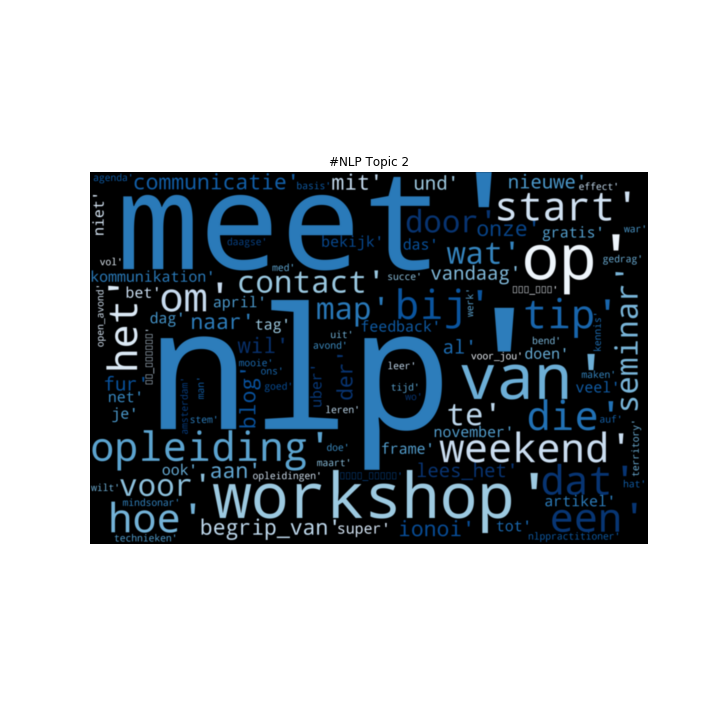 #NLP Topic 2
agenda'
communicatie'
basis'
mit'
und'
nieuwe'
effect'
niet'
meet'
start'
door'
onze'
gratis'
war'
daagse'
bekijk'
das'
wat'
op'
gedrag'
vol'
med'
kommunikation'
contact'
succe'
vandaag'
bet'
om'
april'
map'
bij'
werk'
tip'
seminar'
open_avond'
het'
dag'
naar'
tag'
feedback'
uit'
kennis'
nlp'
wil'
avond'
al'
voor_jou'
bend'
doen'
mooie'
ons'
leer'
van'
maken'
fur'
man'
blog'
goed'
uber'
der'
tijd'
wo'
veel'
net'
je'
amsterdam'
stem'
leren'
te'
die'
auf'
november'
opleiding'
doe'
frame'
weekend'
territory'
maart'
ook'
aan'
opleidingen'
lees_het'
wilt'
voor'
workshop'
dat'
hat'
mindsonar'
artikel'
hoe'
begrip_van'
super'
ionoi'
tot'
een'
technieken'
nlppractitioner'